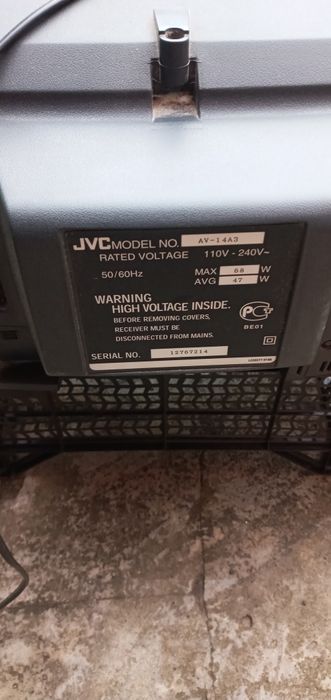 JVC MODEL NO. AV-14A3
RATED VOLTAGE 110V - 240V~
50/60Hz MAX 68 W
AVG 47 W
WARNING
HIGH VOLTAGE INSIDE.
BEFORE REMOVING COVERS,
RECEIVER MUST BE
DISCONNECTED FROM MAINS.
BE01
SERIAL NO. 12767214